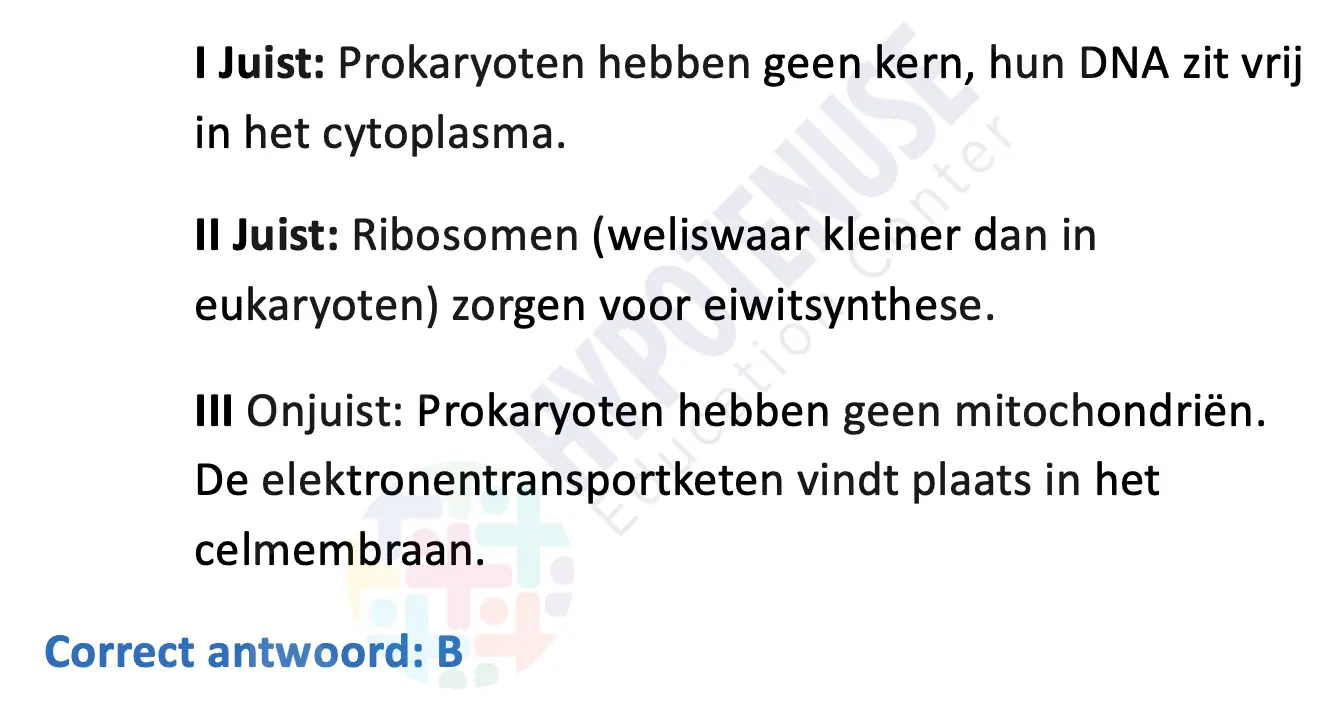 I Juist: Prokaryoten hebben geen kern, hun DNA zit vrij
in het cytoplasma.
II Juist: Ribosomen (weliswaar kleiner dan in
eukaryoten) zorgen voor eiwitsynthese.
III Onjuist: Prokaryoten hebben geen mitochondriën.
De elektronentransportketen vindt plaats in het
celmembraan.
Correct antwoord: B
HYPOTENUSE
Education Center